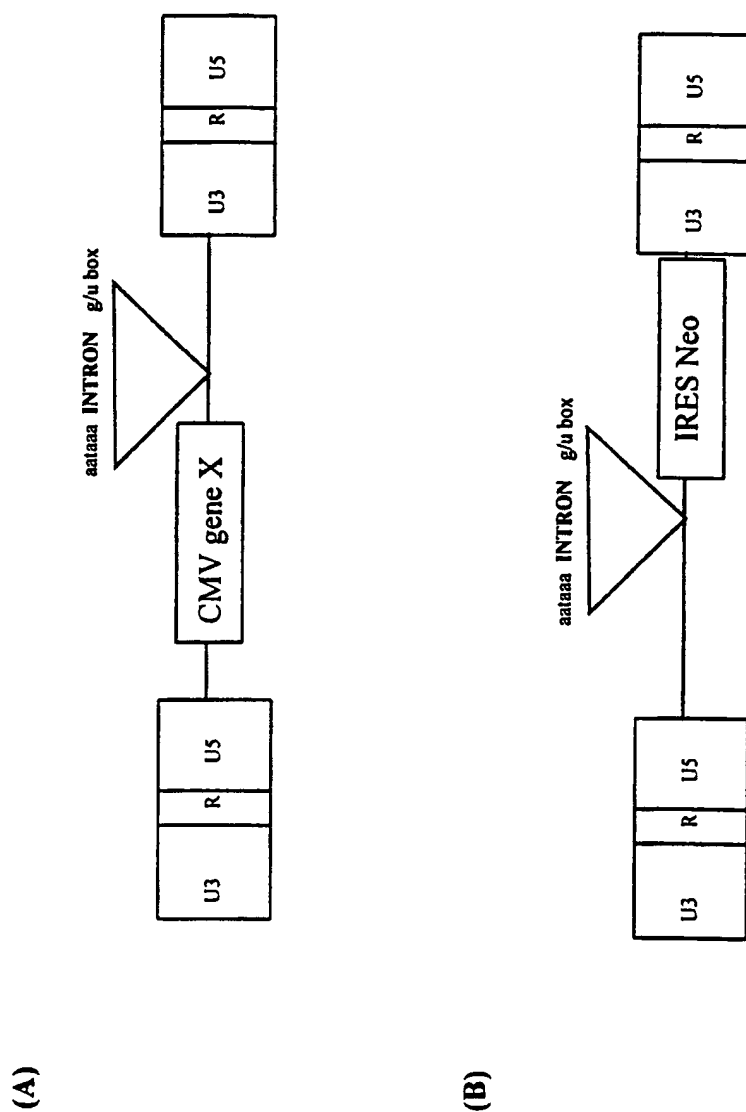 (A)
aataaa INTRON g/u box
U3 R U5 CMV gene X U3 R U5
(B)
aataaa INTRON g/u box
U3 R U5 IRES Neo U3 R U5